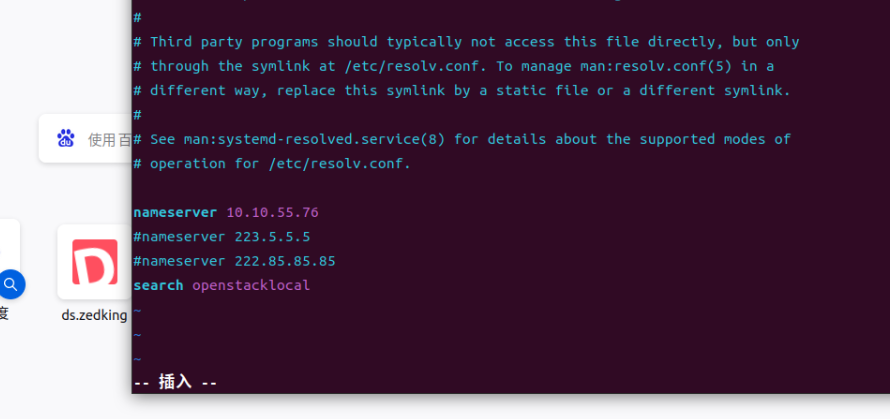 #
# Third party programs should typically not access this file directly, but only
# through the symlink at /etc/resolv.conf. To manage man:resolv.conf(5) in a
# different way, replace this symlink by a static file or a different symlink.
#
# See man:systemd-resolved.service(8) for details about the supported modes of
# operation for /etc/resolv.conf.
nameserver 10.10.55.76
#nameserver 223.5.5.5
#nameserver 222.85.85.85
search openstacklocal
~
~
~
-- 插入 --
du 使用百
D
度
ds.zedking